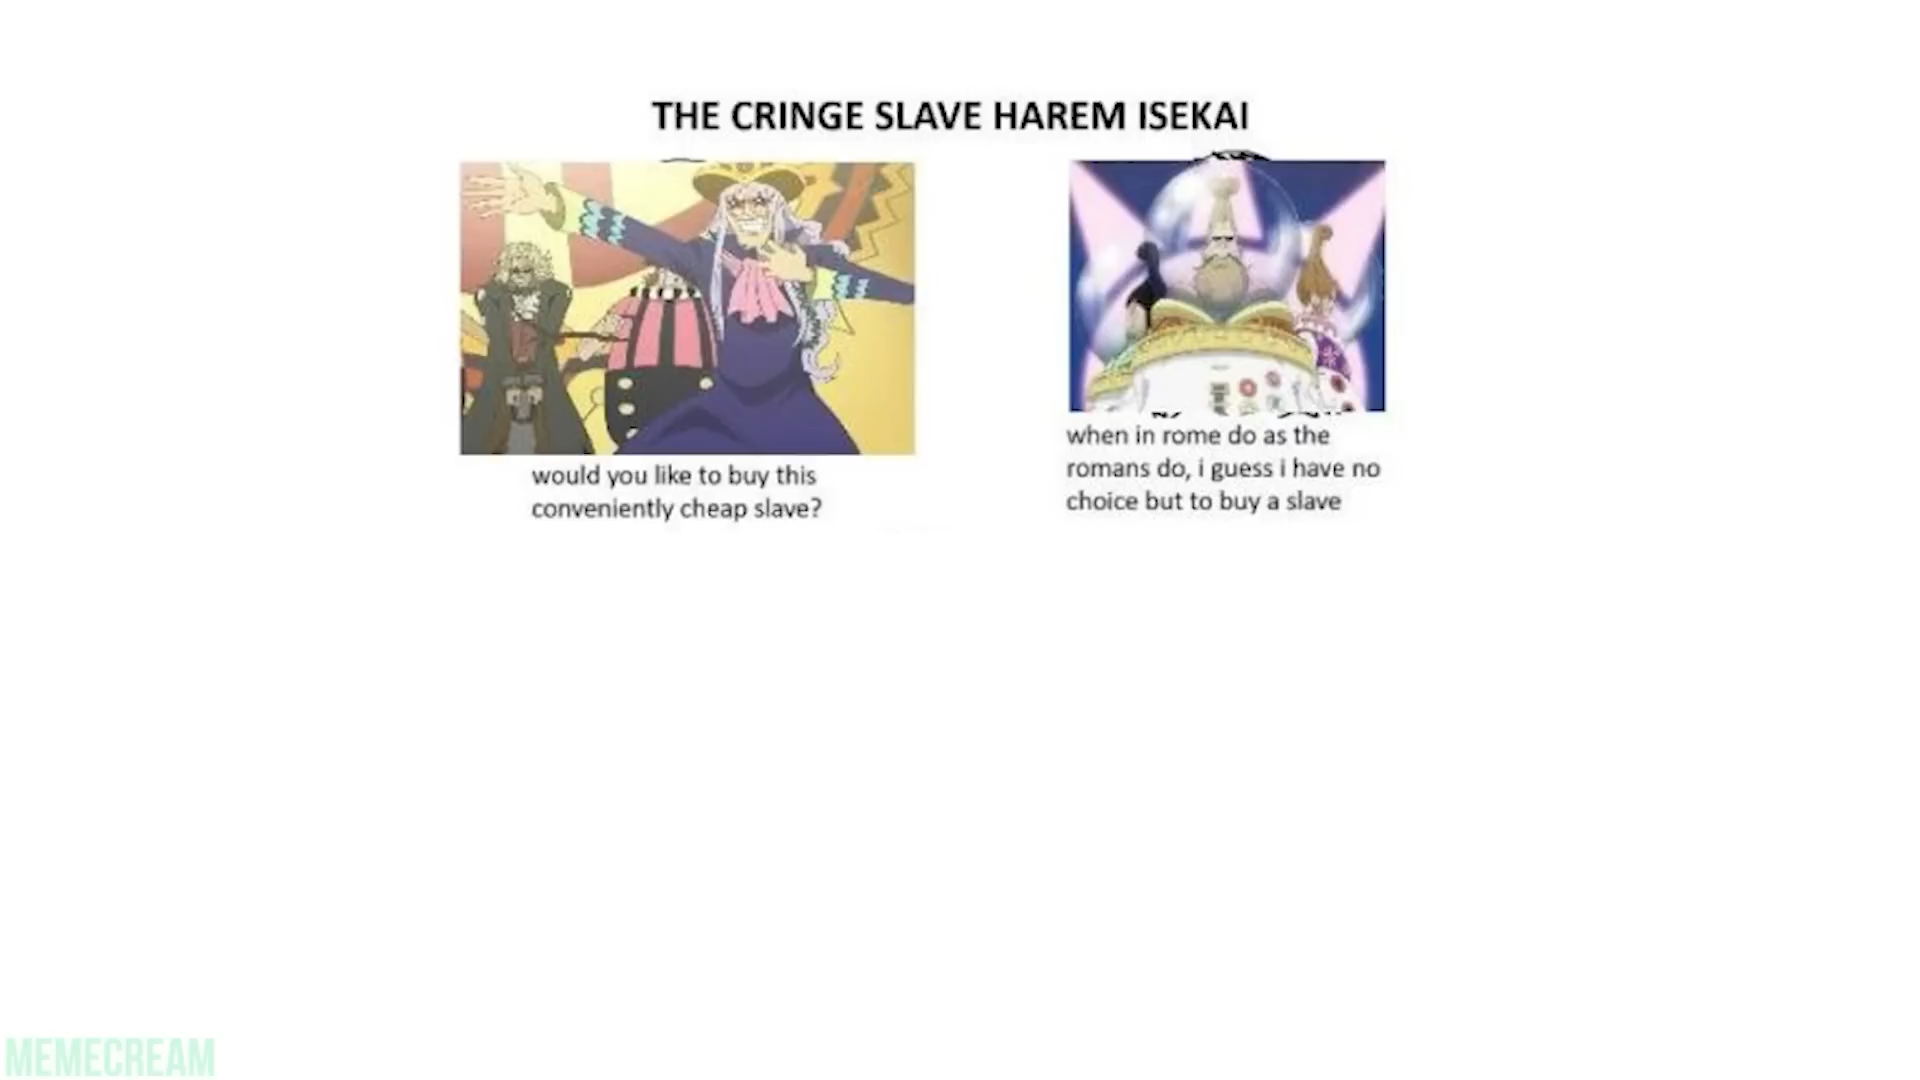 THE CRINGE SLAVE HAREM ISEKAI
would you like to buy this
conveniently cheap slave?
when in rome do as the
romans do, i guess i have no
choice but to buy a slave
MEMECREAM